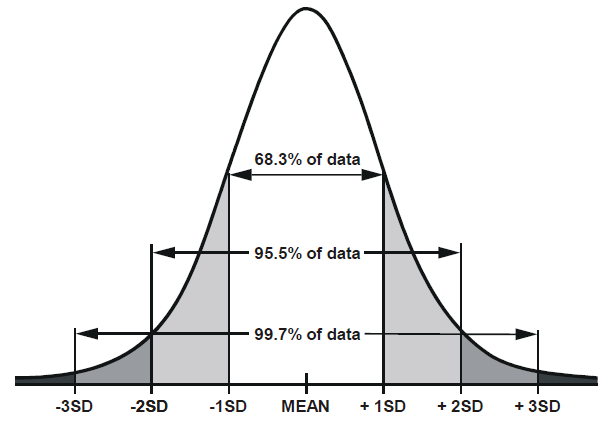 68.3% of data
95.5% of data
99.7% of data
-3SD -2SD -1SD MEAN + 1SD + 2SD + 3SD